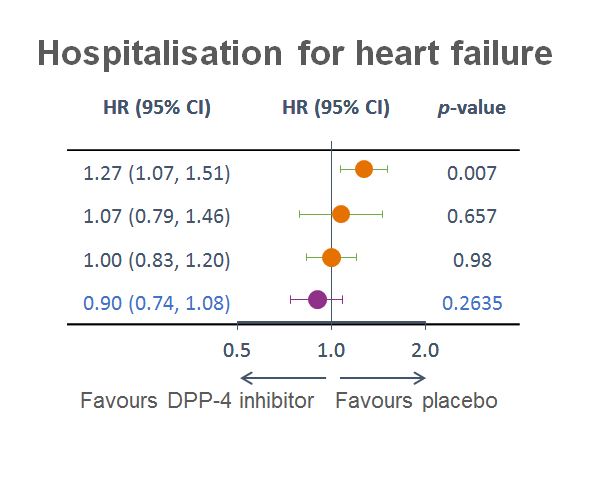 Hospitalisation for heart failure
HR (95% CI) HR (95% CI) p-value
1.27 (1.07, 1.51) 0.007
1.07 (0.79, 1.46) 0.657
1.00 (0.83, 1.20) 0.98
0.90 (0.74, 1.08) 0.2635
0.5 1.0 2.0
Favours DPP-4 inhibitor Favours placebo